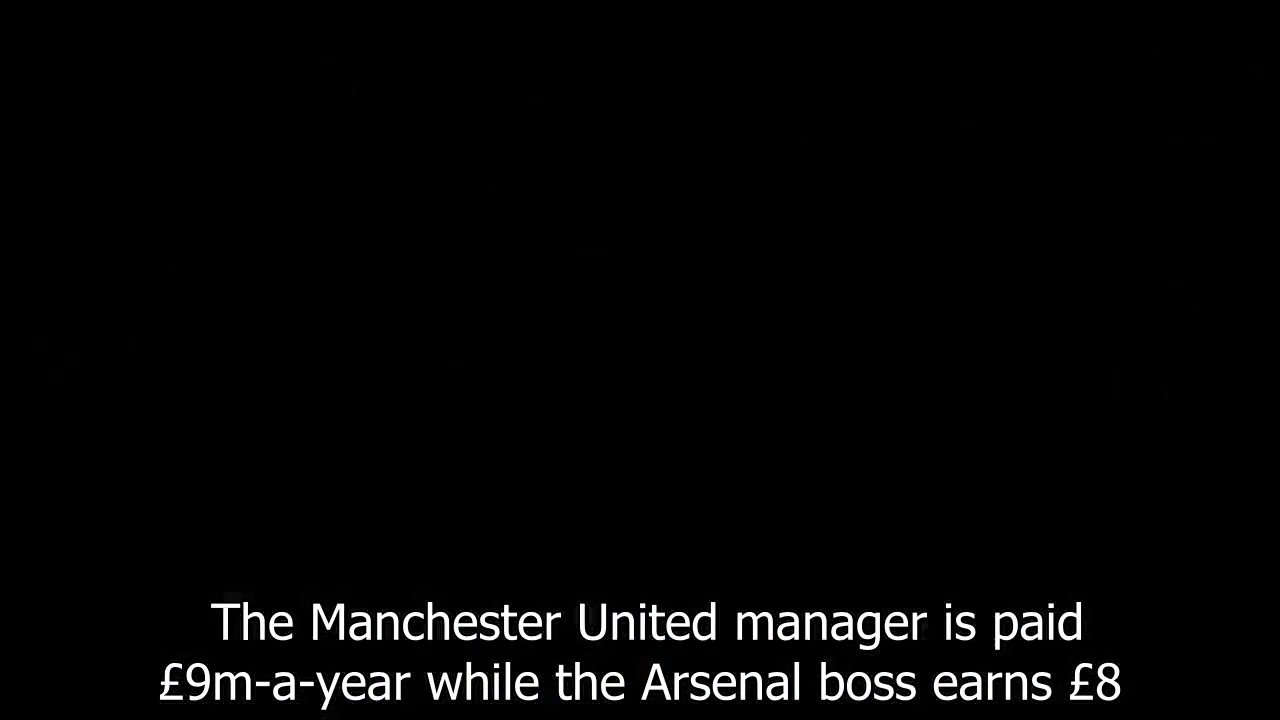 The Manchester United manager is paid
£9m-a-year while the Arsenal boss earns £8